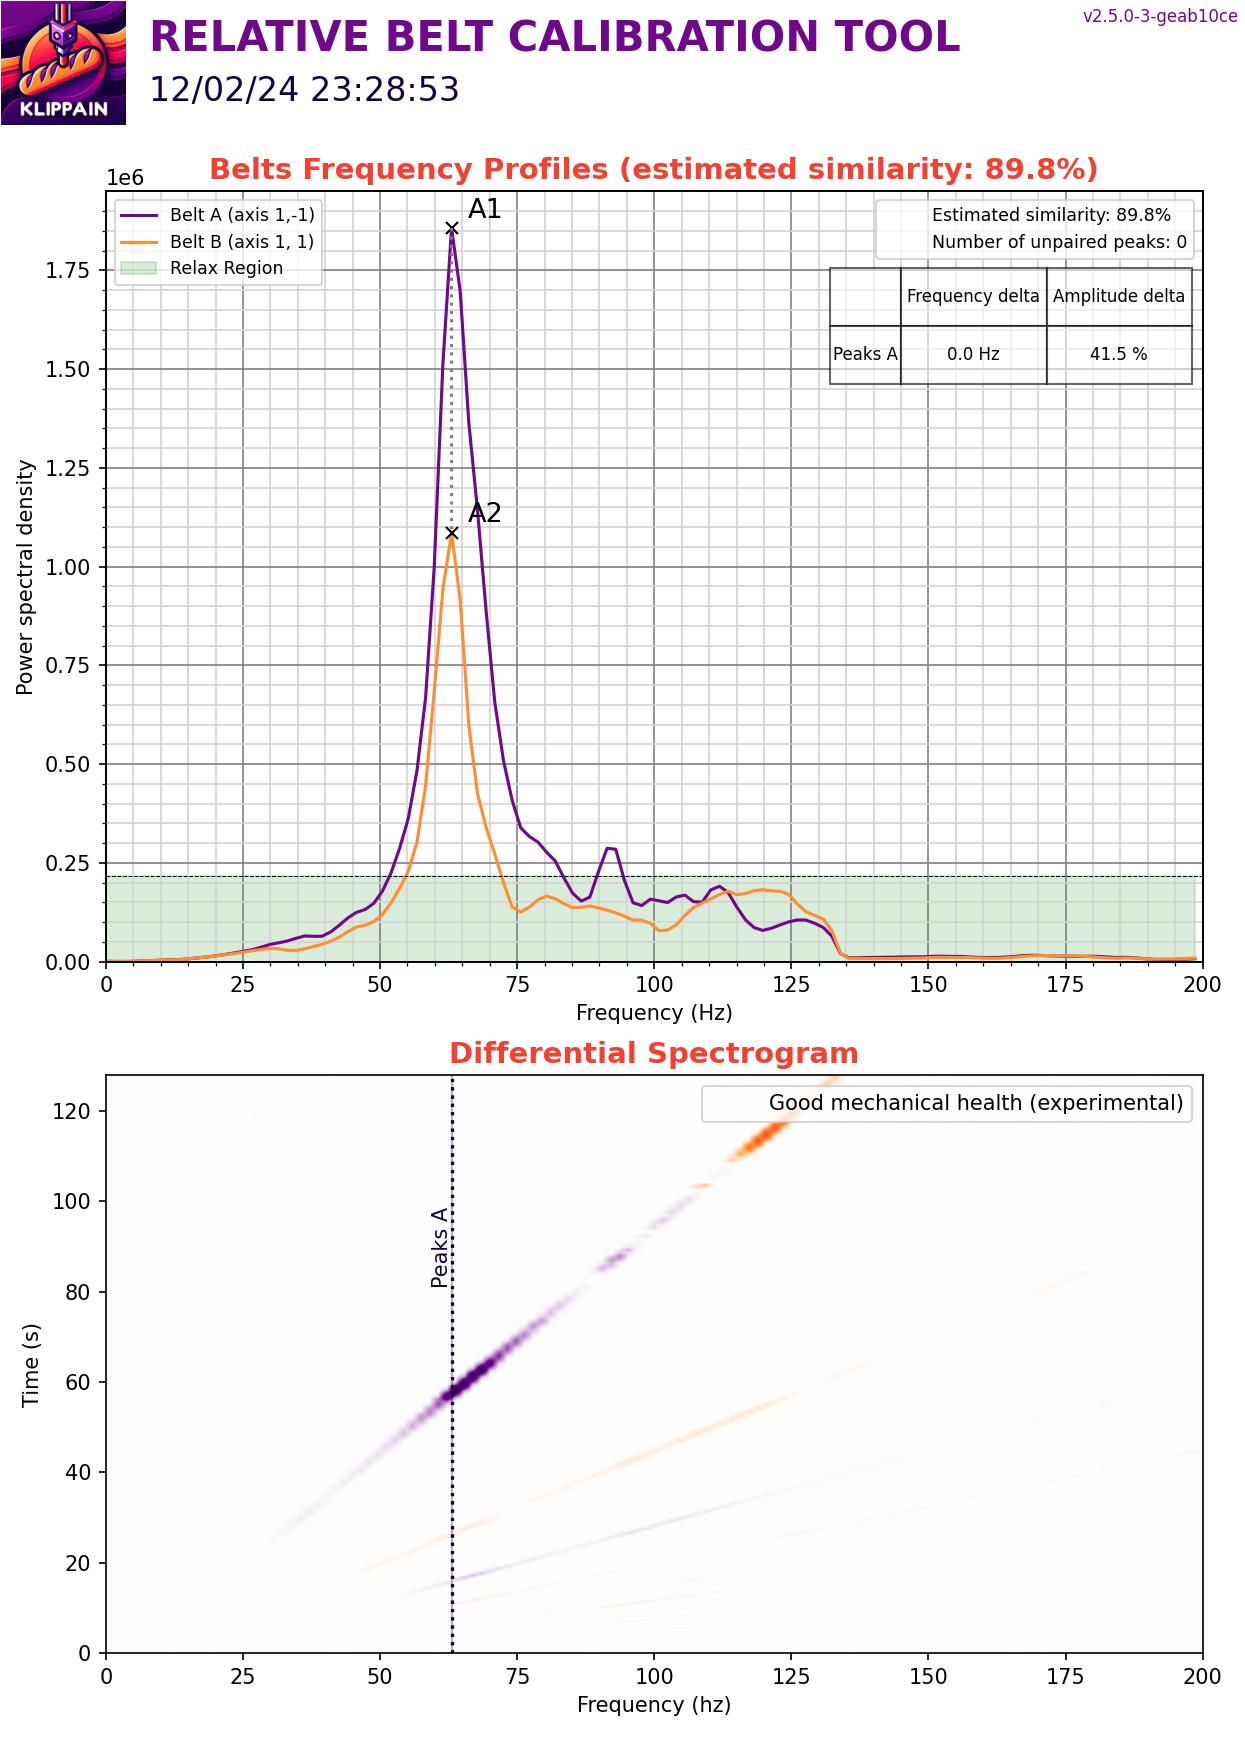 v2.5.0-3-geab10ce
RELATIVE BELT CALIBRATION TOOL
12/02/24 23:28:53
KLIPPAIN
Belts Frequency Profiles (estimated similarity: 89.8%)
1e6
Belt A (axis 1,-1)
Belt B (axis 1, 1)
Relax Region
A1
Estimated similarity: 89.8%
Number of unpaired peaks: 0
Frequency delta Amplitude delta
Peaks A 0.0 Hz 41.5 %
A2
1.75
1.50
1.25
1.00
0.75
0.50
0.25
0.00
Power spectral density
0 25 50 75 100 125 150 175 200
Frequency (Hz)
Differential Spectrogram
Good mechanical health (experimental)
Peaks A
120
100
80
60
40
20
0
Time (s)
0 25 50 75 100 125 150 175 200
Frequency (hz)